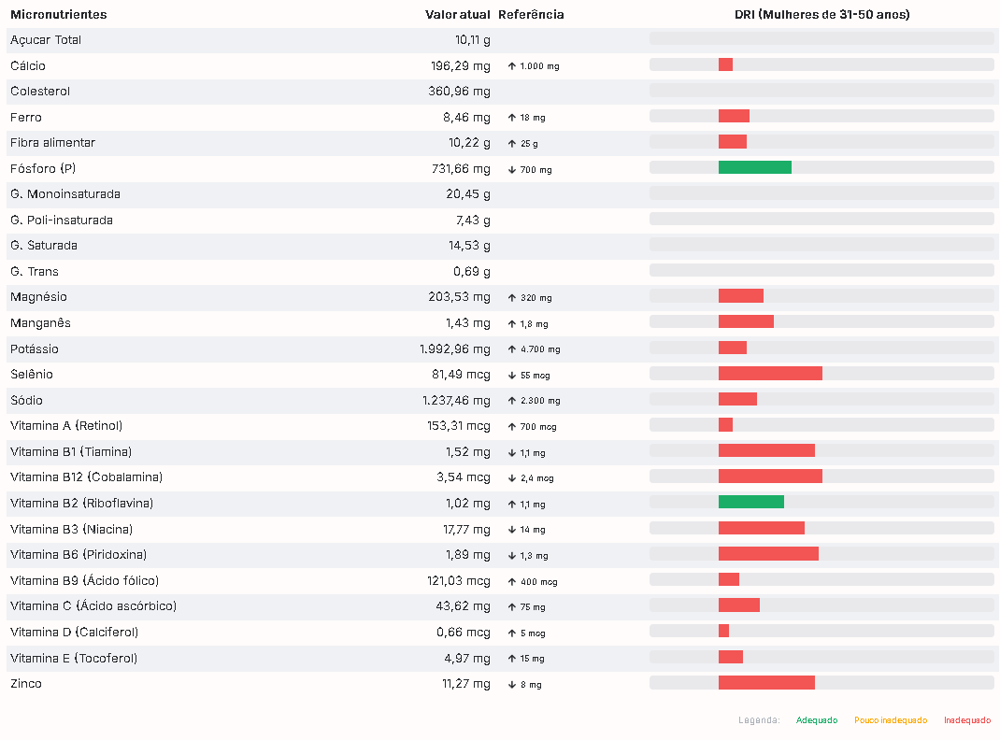 Micronutrientes Valor atual Referência DRI (Mulheres de 31-50 anos)
Açucar Total 10,11 g
Cálcio 196,29 mg ↑ 1.000 mg
Colesterol 360,96 mg
Ferro 8,46 mg ↑ 18 mg
Fibra alimentar 10,22 g ↑ 25 g
Fósforo (P) 731,66 mg ↓ 700 mg
G. Monoinsaturada 20,45 g
G. Poli-insaturada 7,43 g
G. Saturada 14,53 g
G. Trans 0,69 g
Magnésio 203,53 mg ↑ 320 mg
Manganês 1,43 mg ↑ 1,8 mg
Potássio 1.992,96 mg ↑ 4.700 mg
Selênio 81,49 mcg ↓ 55 mcg
Sódio 1.237,46 mg ↑ 2.300 mg
Vitamina A (Retinol) 153,31 mcg ↑ 700 mcg
Vitamina B1 (Tiamina) 1,52 mg ↓ 1,1 mg
Vitamina B12 (Cobalamina) 3,54 mcg ↓ 2,4 mcg
Vitamina B2 (Riboflavina) 1,02 mg ↑ 1,1 mg
Vitamina B3 (Niacina) 17,77 mg ↓ 14 mg
Vitamina B6 (Piridoxina) 1,89 mg ↓ 1,3 mg
Vitamina B9 (Ácido fólico) 121,03 mcg ↑ 400 mcg
Vitamina C (Ácido ascórbico) 43,62 mg ↑ 75 mg
Vitamina D (Calciferol) 0,66 mcg ↑ 5 mcg
Vitamina E (Tocoferol) 4,97 mg ↑ 15 mg
Zinco 11,27 mg ↓ 8 mg
Legenda: Adequado Pouco inadequado Inadequado